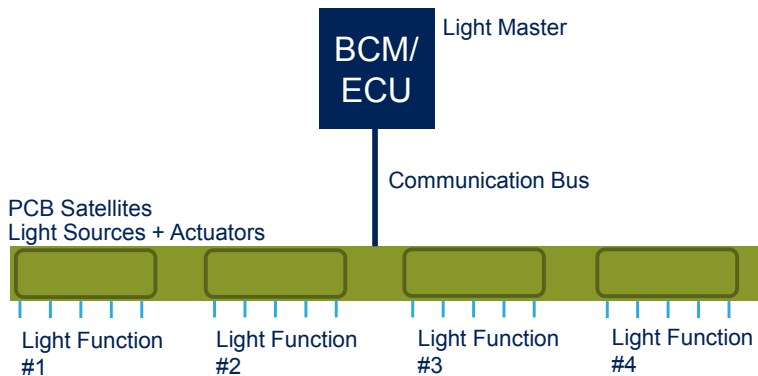 BCM/
ECU
Light Master
Communication Bus
PCB Satellites
Light Sources + Actuators
Light Function
#1
Light Function
#2
Light Function
#3
Light Function
#4